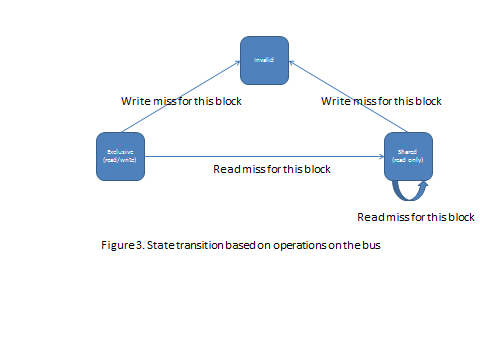 Invalid
Write miss for this block
Write miss for this block
Exclusive
(read/write)
Shared
(read only)
Read miss for this block
Read miss for this block
Figure 3. State transition based on operations on the bus